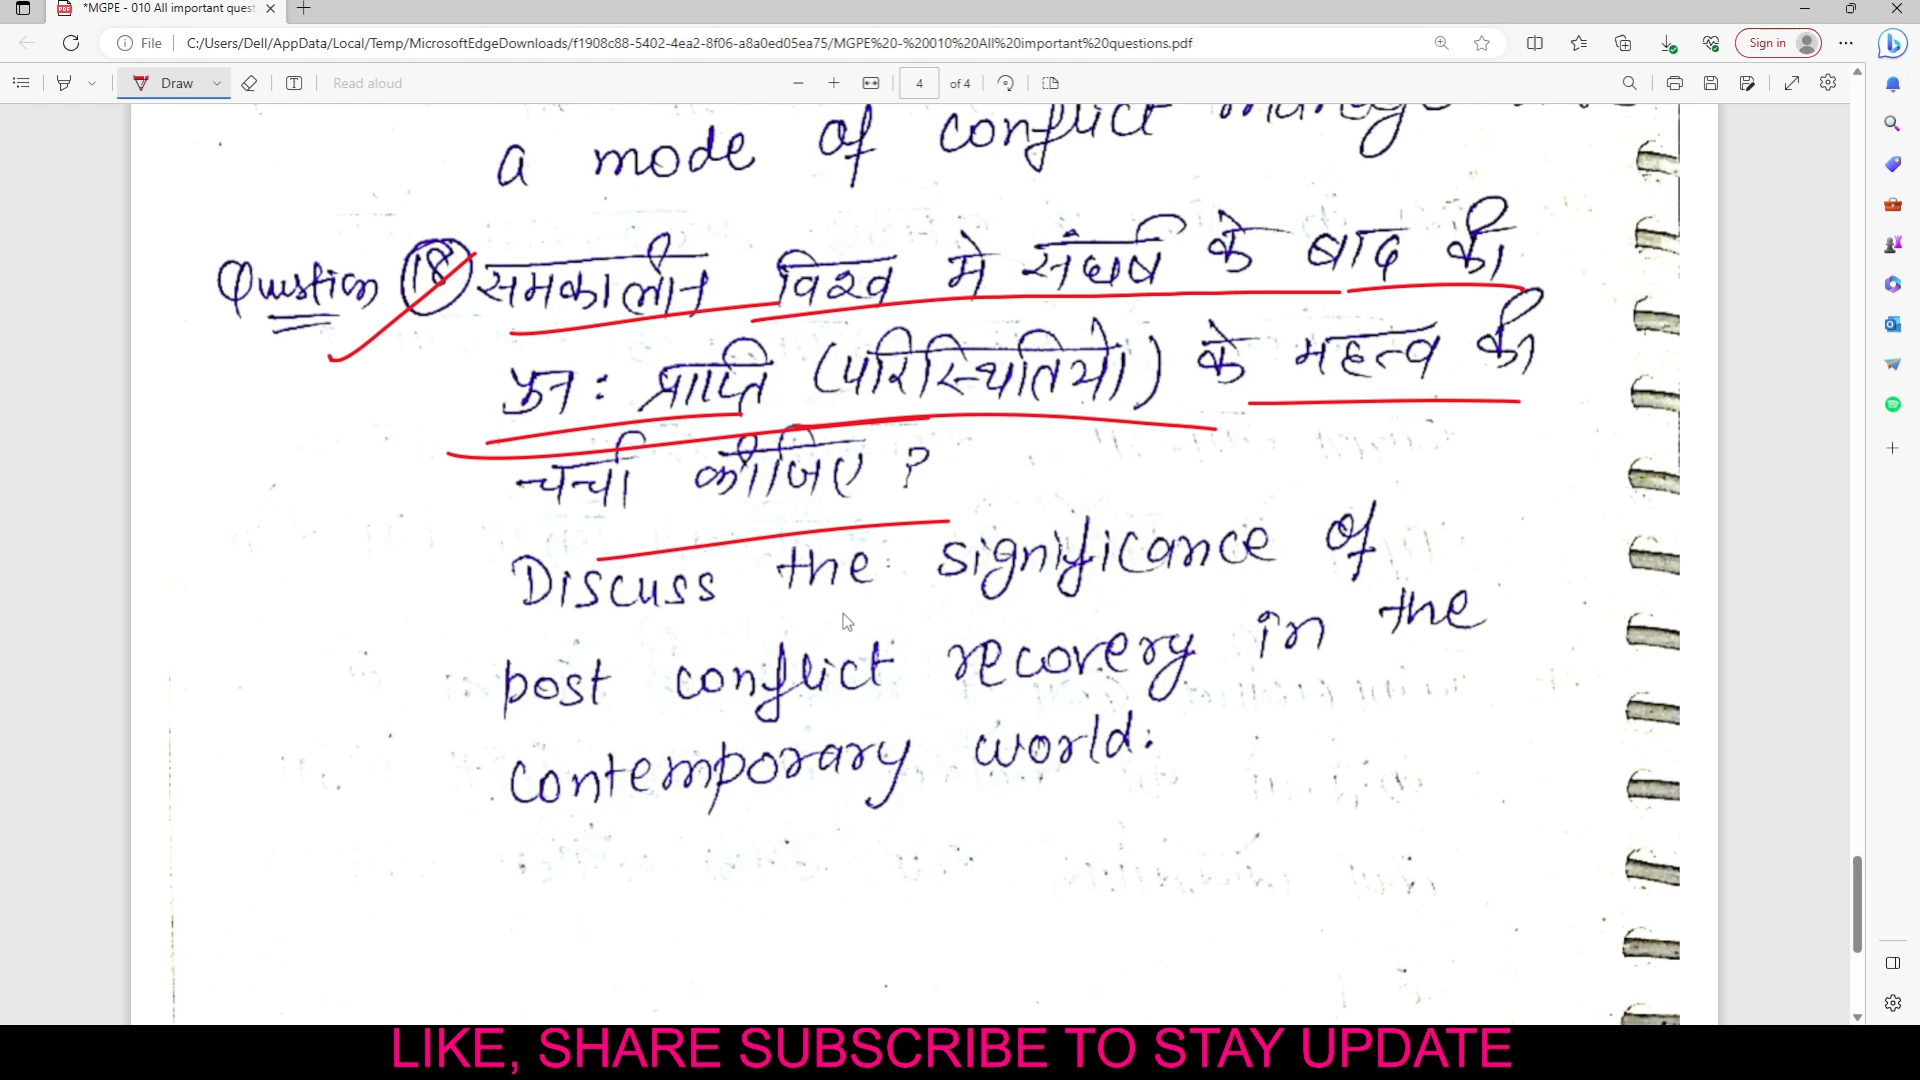 *MGPE - 010 All important quest
File C:/Users/Dell/AppData/Local/Temp/MicrosoftEdgeDownloads/f1908c88-5402-4ea2-8f06-a8a0ed05ea75/MGPE%20-%20010%20All%20important%20questions.pdf
Sign in
Draw Read aloud 4 of 4
a mode of conflict
Question 18 समकालीन विश्व मे संघर्ष के बाद की
पुन: प्राप्ति (परिस्थितियो) के महत्व की
चर्चा कीजिए ?
Discuss the significance of
post conflict recovery in the
contemporary world.
LIKE, SHARE SUBSCRIBE TO STAY UPDATE